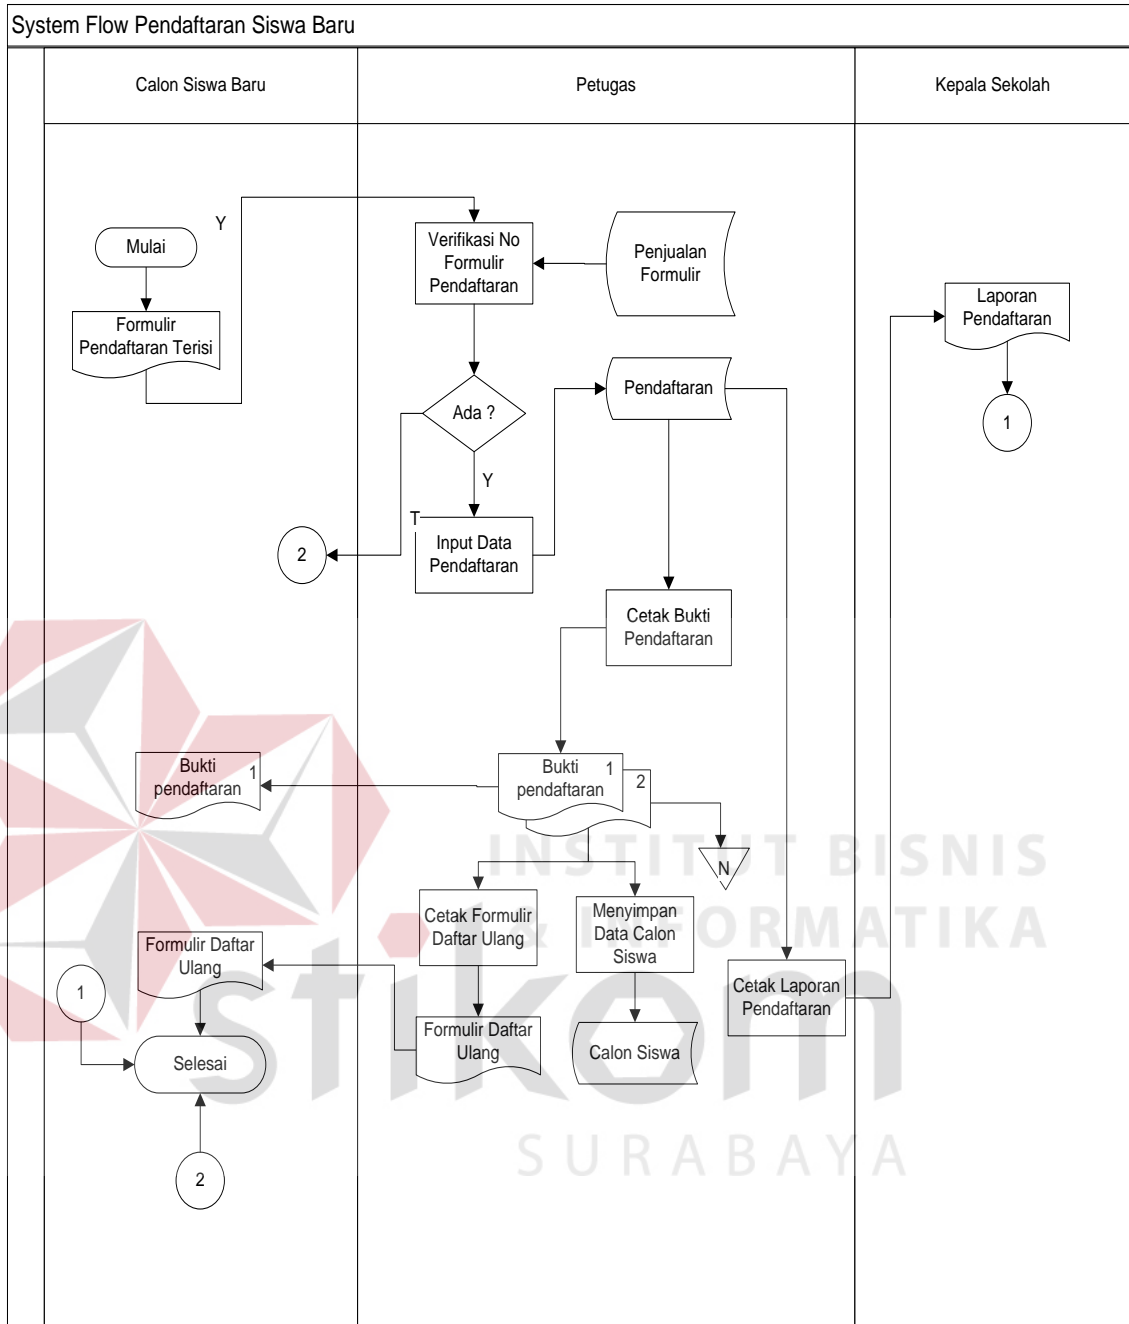 System Flow Pendaftaran Siswa Baru
Calon Siswa Baru
Petugas
Kepala Sekolah
Y
Mulai
Formulir
Pendaftaran Terisi
Verifikasi No
Formulir
Pendaftaran
Penjualan
Formulir
Laporan
Pendaftaran
1
Ada ?
Pendaftaran
Y
T
Input Data
Pendaftaran
2
Cetak Bukti
Pendaftaran
Bukti
pendaftaran
1
Bukti
pendaftaran
1
2
N
INSTITUT BISNIS
& INFORMATIKA
stikom
SURABAYA
Cetak Formulir
Daftar Ulang
Menyimpan
Data Calon
Siswa
Formulir Daftar
Ulang
1
Cetak Laporan
Pendaftaran
Formulir Daftar
Ulang
Calon Siswa
Selesai
2